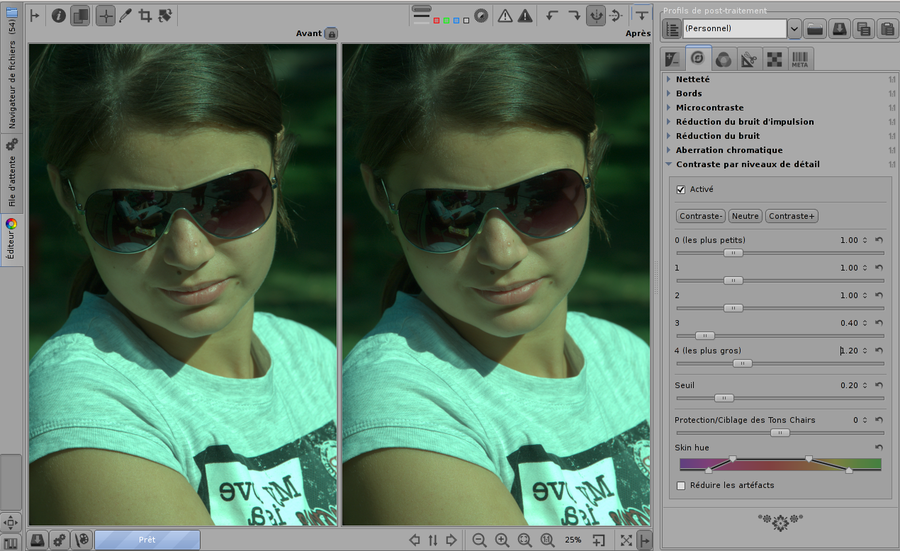 Profils de post-traitement
(Personnel)
META
Navigateur de fichiers (54)
File d'attente
Éditeur
Avant
Après
Netteté
Bords
Microcontraste
Réduction du bruit d'impulsion
Réduction du bruit
Aberration chromatique
Contraste par niveaux de détail
Activé
Contraste- Neutre Contraste+
0 (les plus petits) 1.00
1 1.00
2 1.00
3 0.40
4 (les plus gros) 1.20
Seuil 0.20
Protection/Ciblage des Tons Chairs 0
Skin hue
Réduire les artéfacts
Prêt
25%